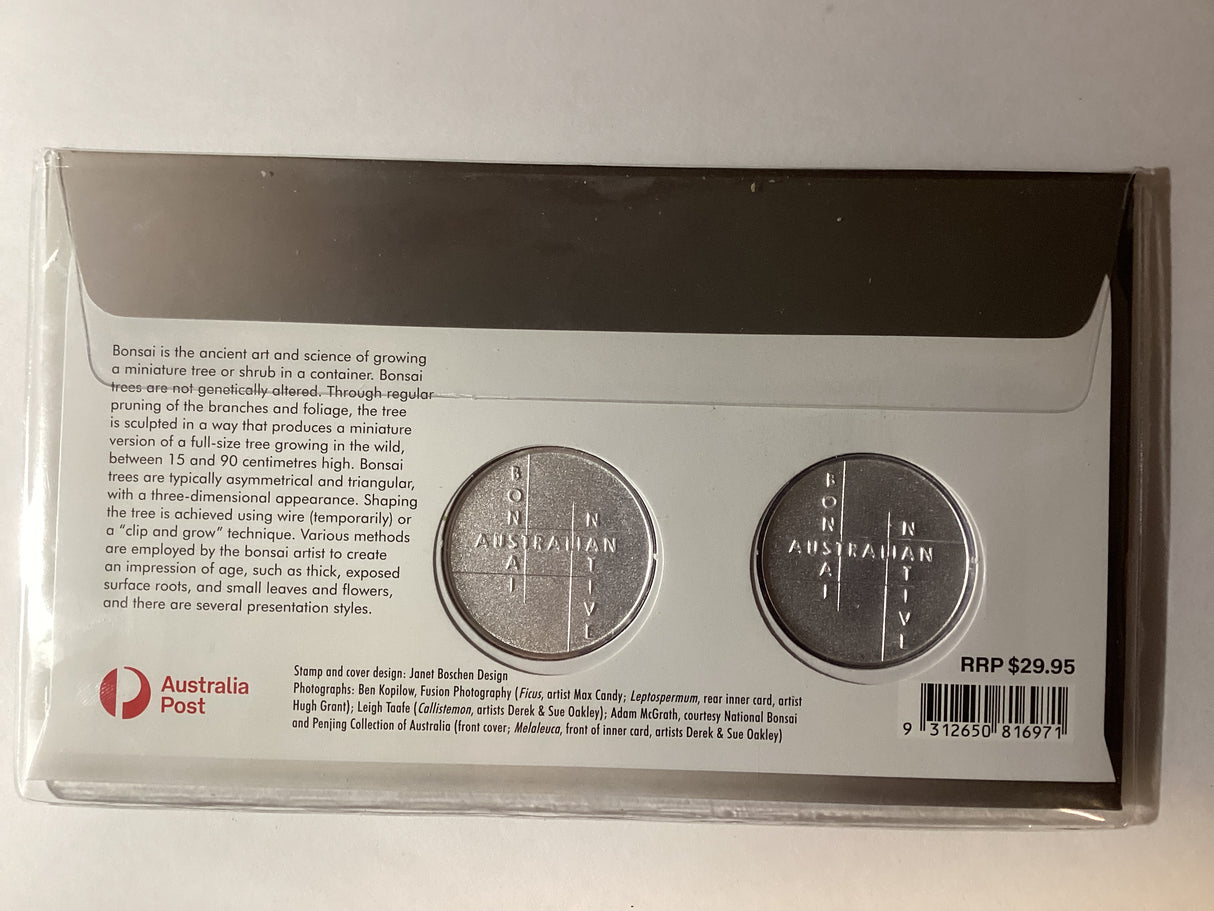 Bonsai is the ancient art and science of growing
a miniature tree or shrub in a container. Bonsai
trees are not genetically altered. Through regular
pruning of the branches and foliage, the tree
is sculpted in a way that produces a miniature
version of a full-size tree growing in the wild,
between 15 and 90 centimetres high. Bonsai
trees are typically asymmetrical and triangular,
with a three-dimensional appearance. Shaping
the tree is achieved using wire (temporarily) or
a “clip and grow” technique. Various methods
are employed by the bonsai artist to create
an impression of age, such as thick, exposed
surface roots, and small leaves and flowers,
and there are several presentation styles.
BONSAI
AUSTRALIAN
NATIVE
BONSAI
AUSTRALIAN
NATIVE
Australia
Post
Stamp and cover design: Janet Boschen Design
Photographs: Ben Kopilow, Fusion Photography (Ficus, artist Max Candy; Leptospermum, rear inner card, artist
Hugh Grant); Leigh Taafe (Callistemon, artists Derek & Sue Oakley); Adam McGrath, courtesy National Bonsai
and Penjing Collection of Australia (front cover; Melaleuca, front of inner card, artists Derek & Sue Oakley)
RRP $29.95
9 312650 816971